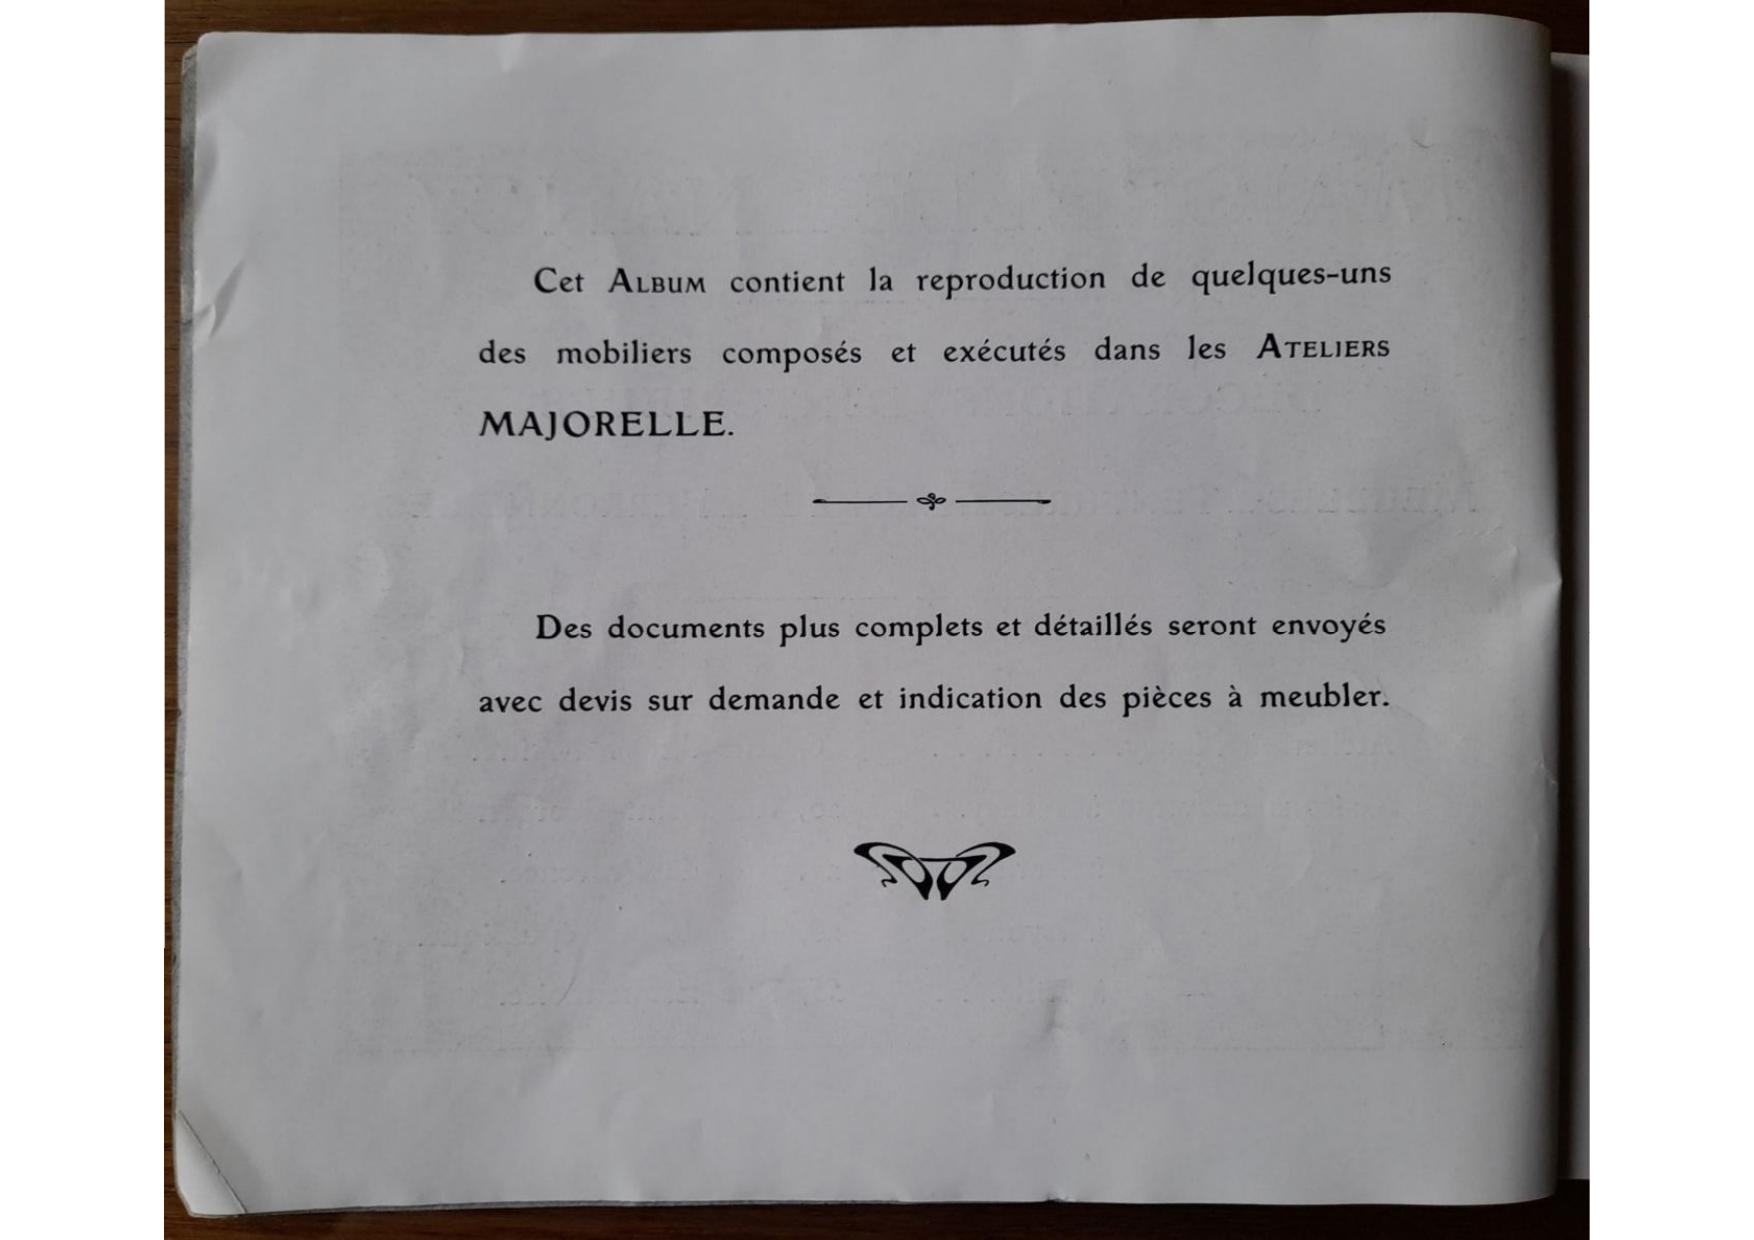 Cet ALBUM contient la reproduction de quelques-uns
des mobiliers composés et exécutés dans les ATELIERS
MAJORELLE.
Des documents plus complets et détaillés seront envoyés
avec devis sur demande et indication des pièces à meubler.